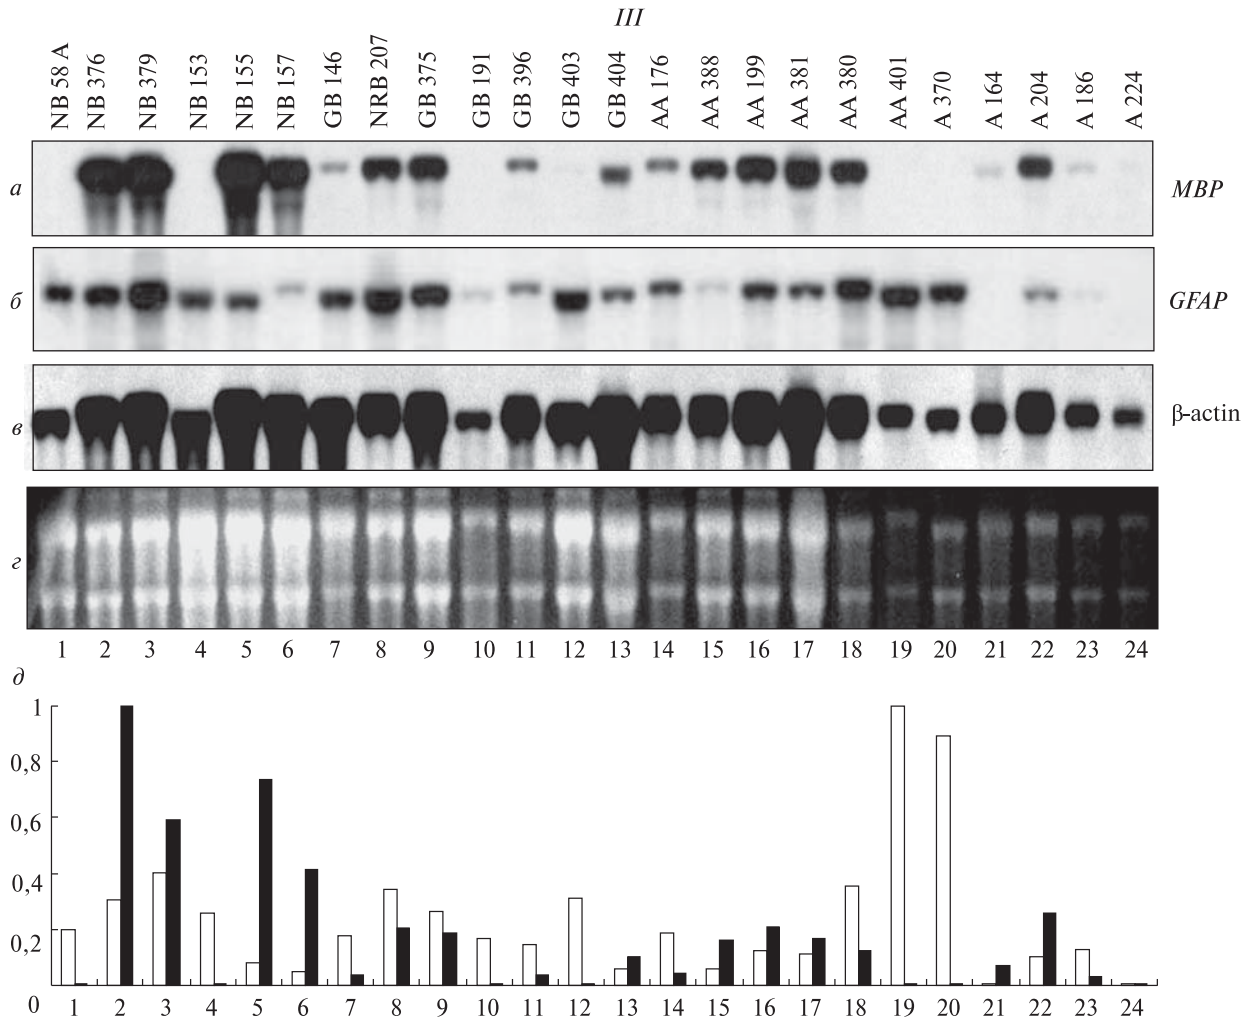 III
NB 58 A NB 376 NB 379 NB 153 NB 155 NB 157 GB 146 NRB 207 GB 375 GB 191 GB 396 GB 403 GB 404 AA 176 AA 388 AA 199 AA 381 AA 380 AA 401 A 370 A 164 A 204 A 186 A 224
а MBP
б GFAP
в β-actin
г
1 2 3 4 5 6 7 8 9 10 11 12 13 14 15 16 17 18 19 20 21 22 23 24
д
1
0,8
0,6
0,4
0,2
0
1 2 3 4 5 6 7 8 9 10 11 12 13 14 15 16 17 18 19 20 21 22 23 24